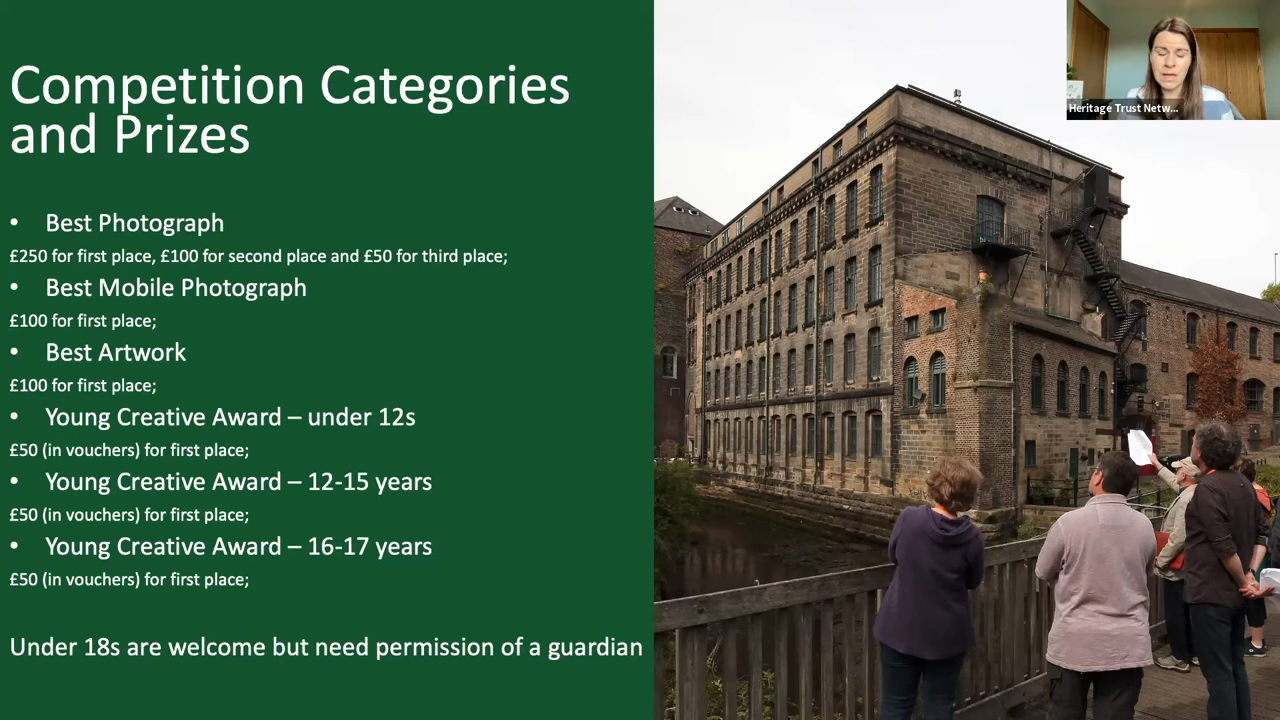 Competition Categories
and Prizes
• Best Photograph
£250 for first place, £100 for second place and £50 for third place;
• Best Mobile Photograph
£100 for first place;
• Best Artwork
£100 for first place;
• Young Creative Award – under 12s
£50 (in vouchers) for first place;
• Young Creative Award – 12-15 years
£50 (in vouchers) for first place;
• Young Creative Award – 16-17 years
£50 (in vouchers) for first place;
Under 18s are welcome but need permission of a guardian
Heritage Trust Netw...